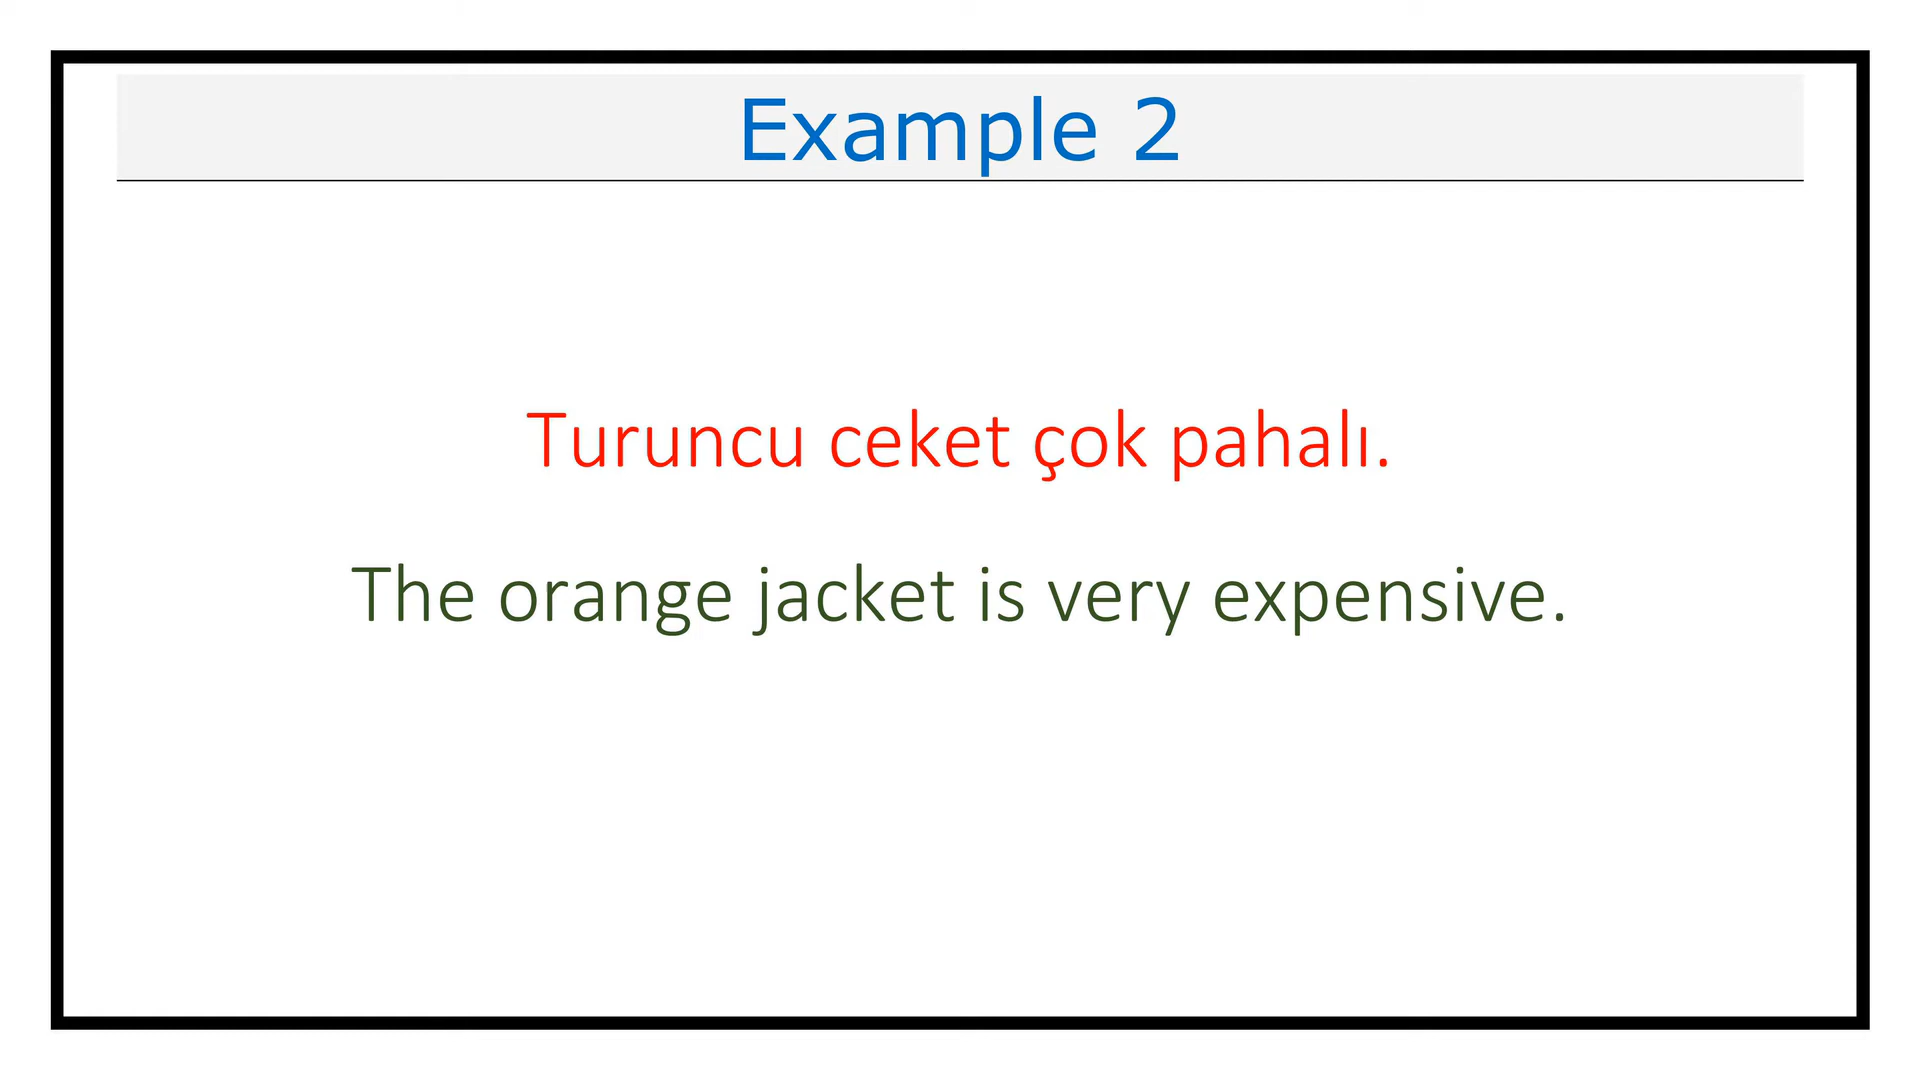 Example 2
Turuncu ceket çok pahalı.
The orange jacket is very expensive.